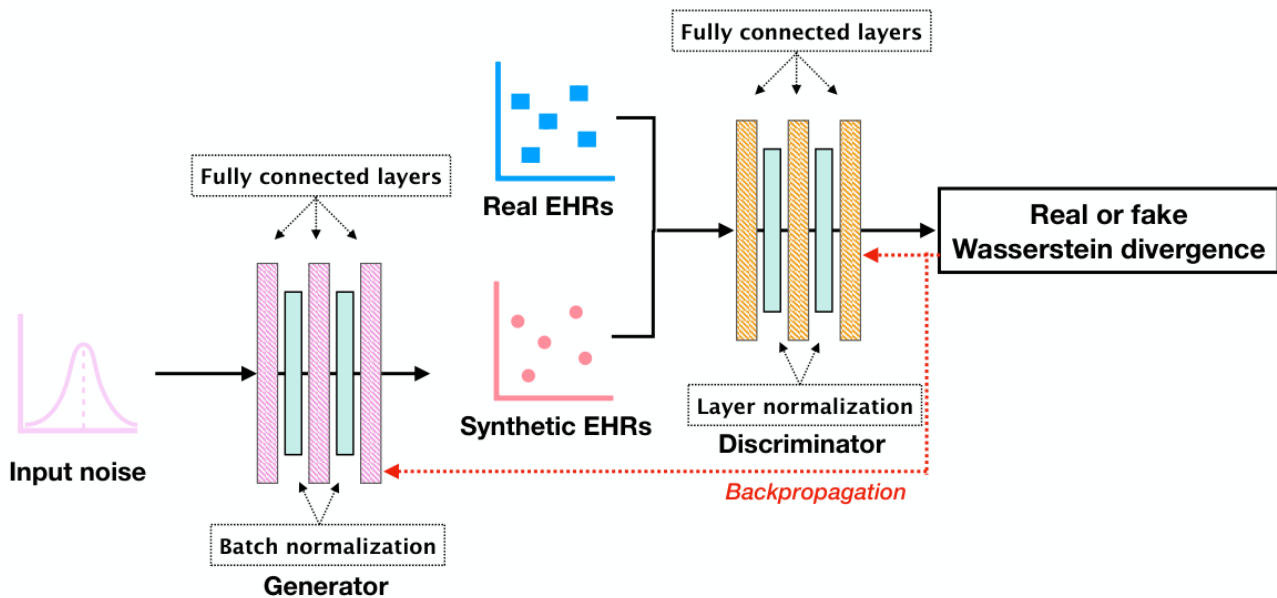 Fully connected layers
Real EHRs
Fully connected layers
Real or fake
Wasserstein divergence
Layer normalization
Synthetic EHRs
Discriminator
Input noise
Backpropagation
Batch normalization
Generator